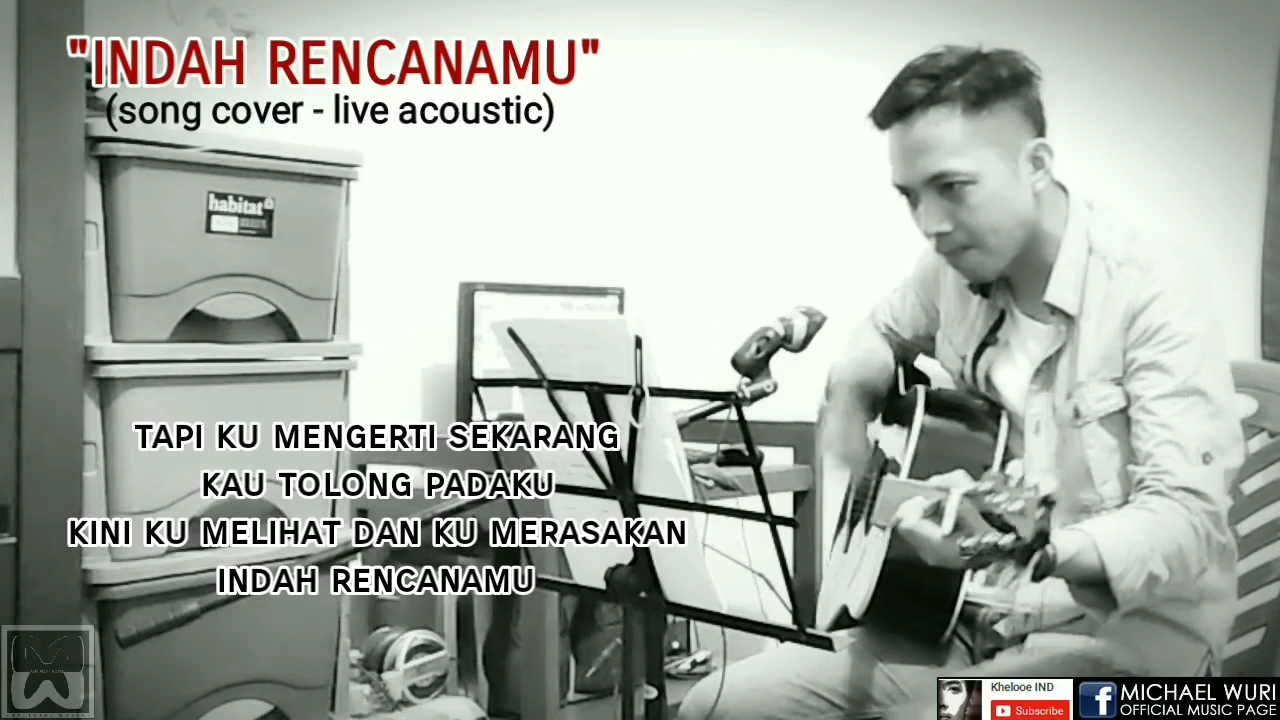 "INDAH RENCANAMU"
(song cover - live acoustic)
habitat
TAPI KU MENGERTI SEKARANG
KAU TOLONG PADAKU
KINI KU MELIHAT DAN KU MERASAKAN
INDAH RENCANAMU
Khelooe IND
Subscribe
MICHAEL WURI
OFFICIAL MUSIC PAGE